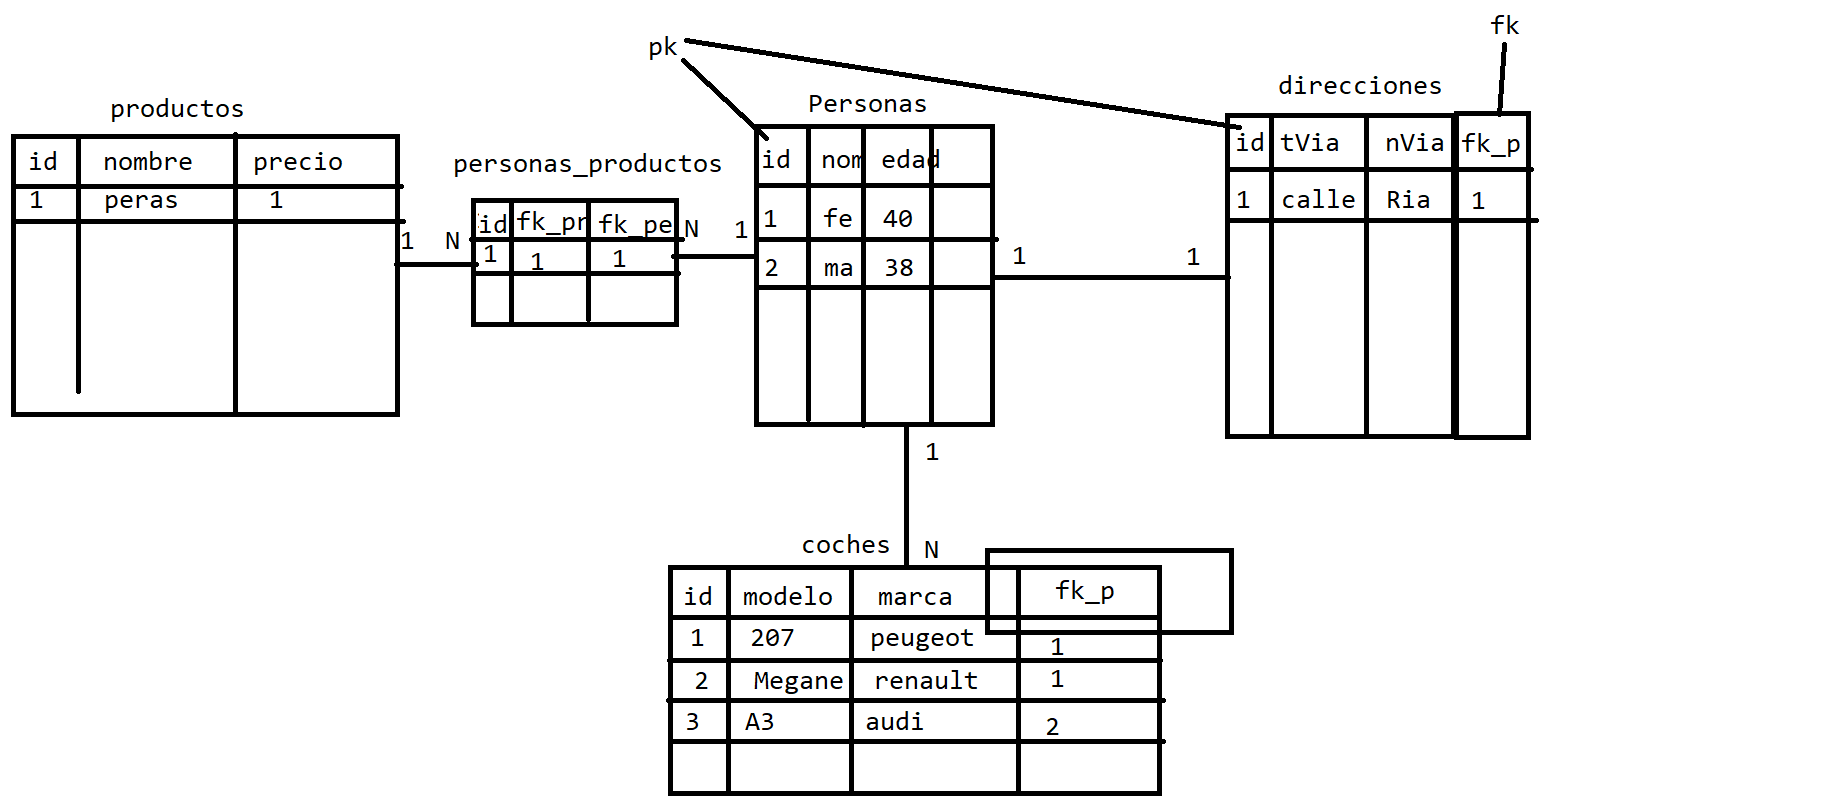 pk
fk
productos
id nombre precio
1 peras 1
personas_productos
id fk_pr fk_pe
1 1 1
1 N
N 1
Personas
id nom edad
1 fe 40
2 ma 38
1 1
direcciones
id tVia nVia fk_p
1 calle Ria 1
1
N
coches
id modelo marca fk_p
1 207 peugeot 1
2 Megane renault 1
3 A3 audi 2